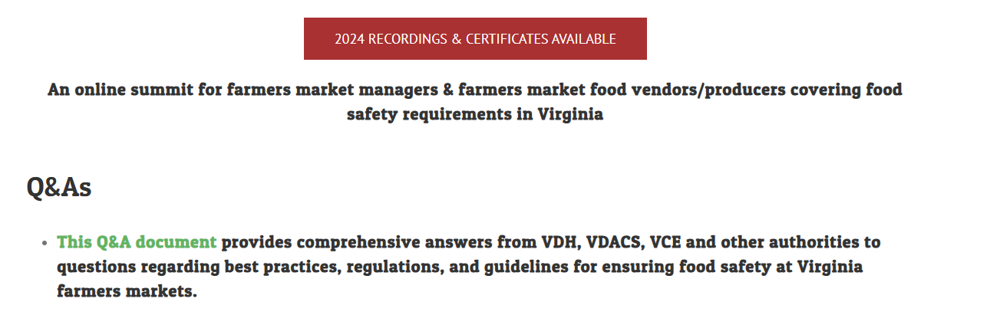 2024 RECORDINGS & CERTIFICATES AVAILABLE
An online summit for farmers market managers & farmers market food vendors/producers covering food
safety requirements in Virginia
Q&As
• This Q&A document provides comprehensive answers from VDH, VDACS, VCE and other authorities to
questions regarding best practices, regulations, and guidelines for ensuring food safety at Virginia
farmers markets.